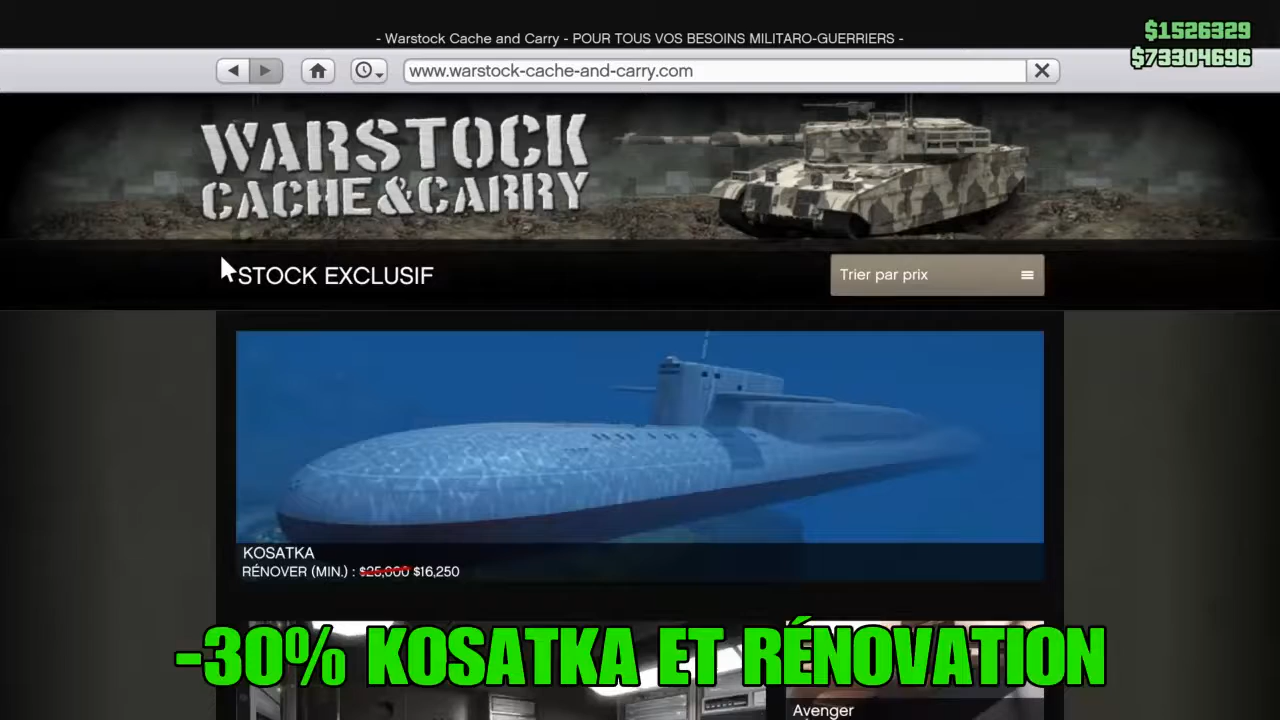 - Warstock Cache and Carry - POUR TOUS VOS BESOINS MILITARO-GUERRIERS -
$1526329
$73304696
www.warstock-cache-and-carry.com
WARSTOCK
CACHE&CARRY
STOCK EXCLUSIF
Trier par prix
KOSATKA
RÉNOVER (MIN.) : $25,000 $16,250
-30% KOSATKA ET RÉNOVATION
Avenger